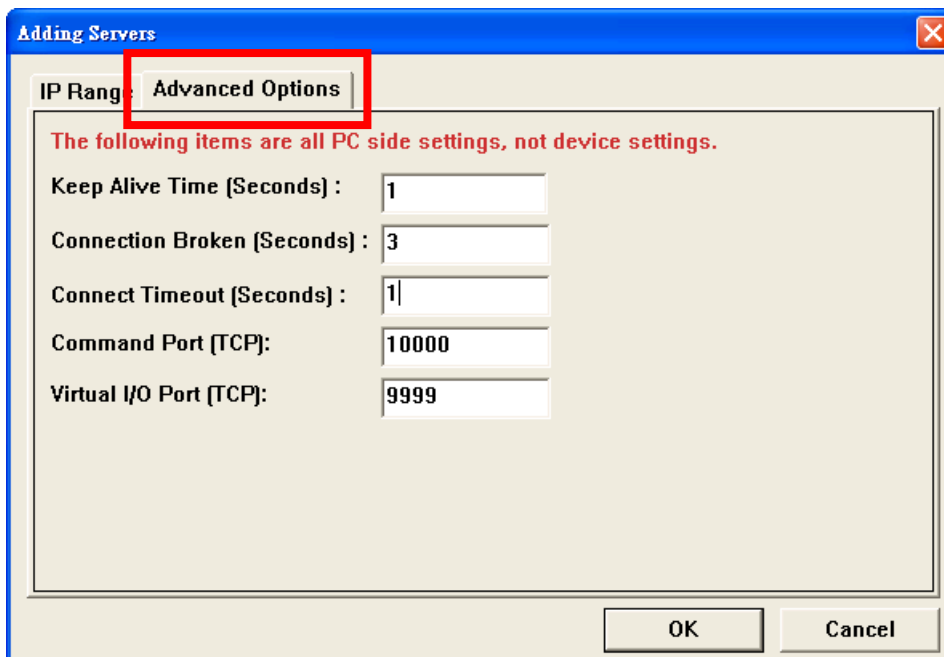 Adding Servers
IP Range Advanced Options
The following items are all PC side settings, not device settings.
Keep Alive Time (Seconds) : 1
Connection Broken (Seconds) : 3
Connect Timeout (Seconds) : 1
Command Port (TCP): 10000
Virtual I/O Port (TCP): 9999
OK Cancel